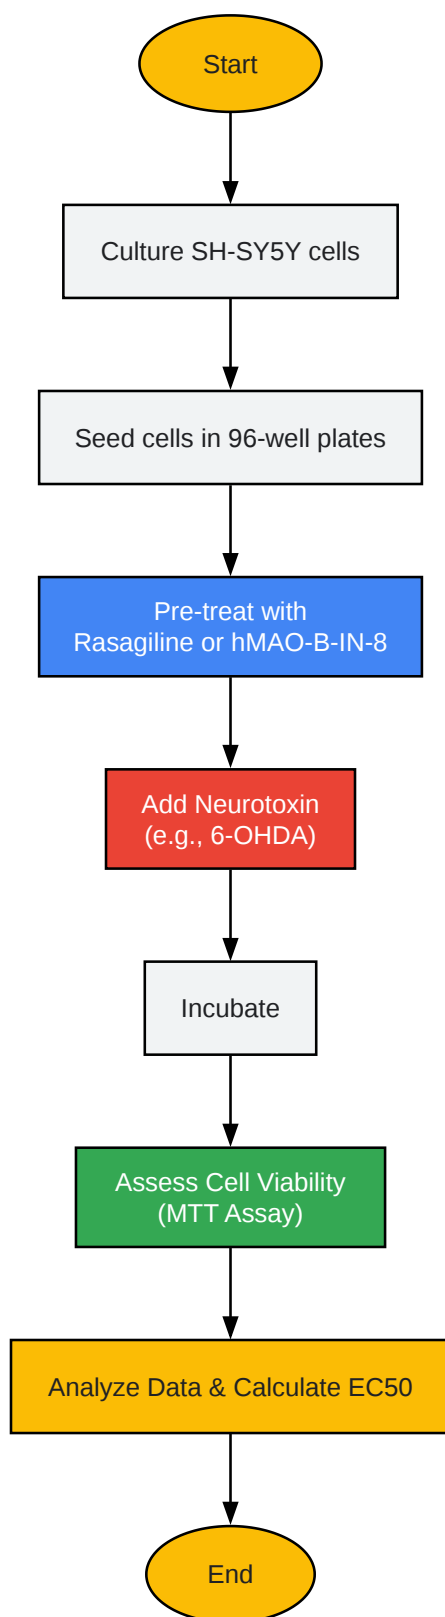 Start
Culture SH-SY5Y cells
Seed cells in 96-well plates
Pre-treat with
Rasagiline or hMAO-B-IN-8
Add Neurotoxin
(e.g., 6-OHDA)
Incubate
Assess Cell Viability
(MTT Assay)
Analyze Data & Calculate EC50
End